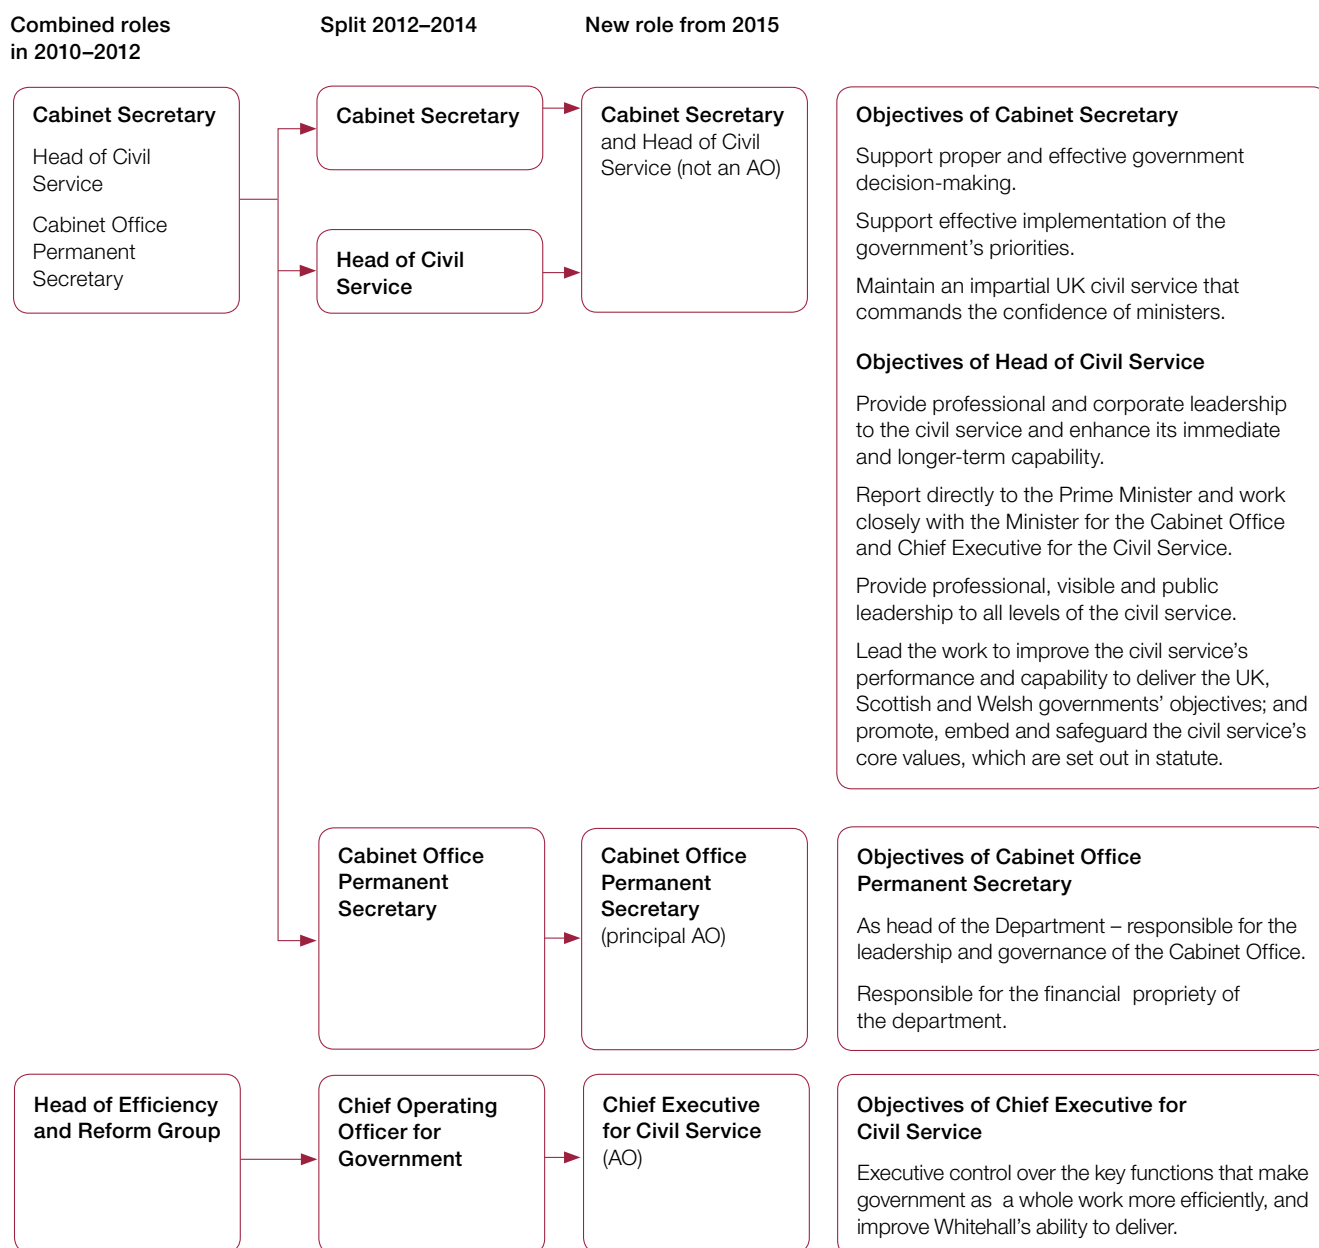 Combined roles
in 2010–2012
Split 2012–2014
New role from 2015
Cabinet Secretary
Head of Civil
Service
Cabinet Office
Permanent
Secretary
Cabinet Secretary
Head of Civil
Service
Cabinet Secretary
and Head of Civil
Service (not an AO)
Objectives of Cabinet Secretary
Support proper and effective government
decision-making.
Support effective implementation of the
government’s priorities.
Maintain an impartial UK civil service that
commands the confidence of ministers.
Objectives of Head of Civil Service
Provide professional and corporate leadership
to the civil service and enhance its immediate
and longer-term capability.
Report directly to the Prime Minister and work
closely with the Minister for the Cabinet Office
and Chief Executive for the Civil Service.
Provide professional, visible and public
leadership to all levels of the civil service.
Lead the work to improve the civil service’s
performance and capability to deliver the UK,
Scottish and Welsh governments’ objectives; and
promote, embed and safeguard the civil service’s
core values, which are set out in statute.
Cabinet Office
Permanent
Secretary
Cabinet Office
Permanent
Secretary
(principal AO)
Objectives of Cabinet Office
Permanent Secretary
As head of the Department – responsible for the
leadership and governance of the Cabinet Office.
Responsible for the financial propriety of
the department.
Head of Efficiency
and Reform Group
Chief Operating
Officer for
Government
Chief Executive
for Civil Service
(AO)
Objectives of Chief Executive for
Civil Service
Executive control over the key functions that make
government as a whole work more efficiently, and
improve Whitehall’s ability to deliver.